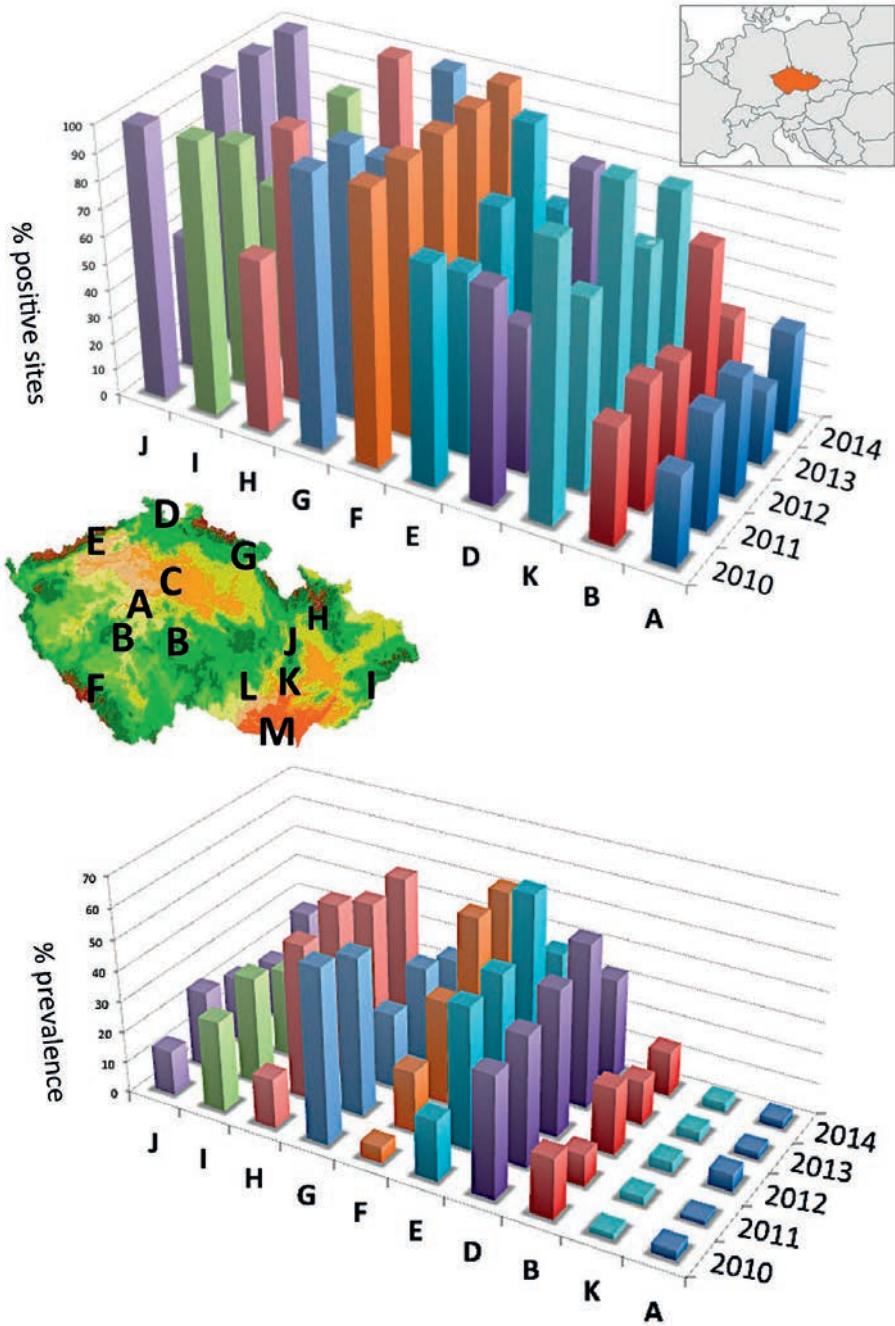 % positive sites
100
90
80
70
60
50
40
30
20
10
0
J I H G F E D K B A
2014
2013
2012
2011
2010
D
E
G
C
A
H
B B J
F L K I
M
% prevalence
70
60
50
40
30
20
10
0
J I H G F E D B K A
2014
2013
2012
2011
2010